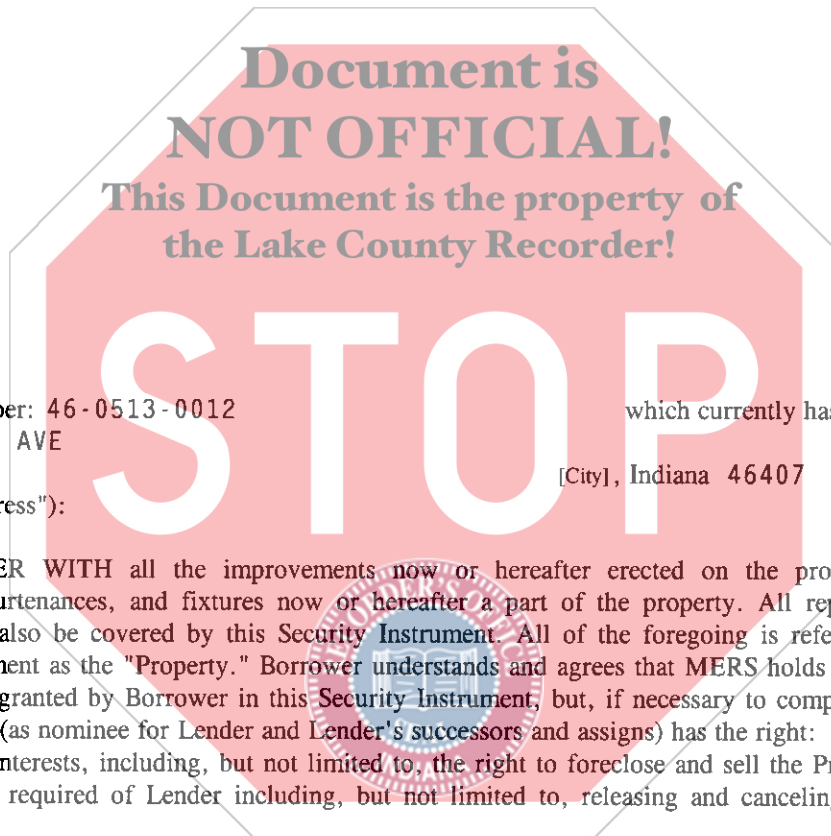 Document is
NOT OFFICIAL!
This Document is the property of
the Lake County Recorder!
STOP
ber: 46-0513-0012 which currently has
AVE
[City], Indiana 46407
ress"):
ER WITH all the improvements now or hereafter erected on the pro
urtenances, and fixtures now or hereafter a part of the property. All rep
also be covered by this Security Instrument. All of the foregoing is refe
nent as the "Property." Borrower understands and agrees that MERS holds
granted by Borrower in this Security Instrument, but, if necessary to comp
(as nominee for Lender and Lender's successors and assigns) has the right:
nterests, including, but not limited to, the right to foreclose and sell the Pr
required of Lender including, but not limited to, releasing and canceling